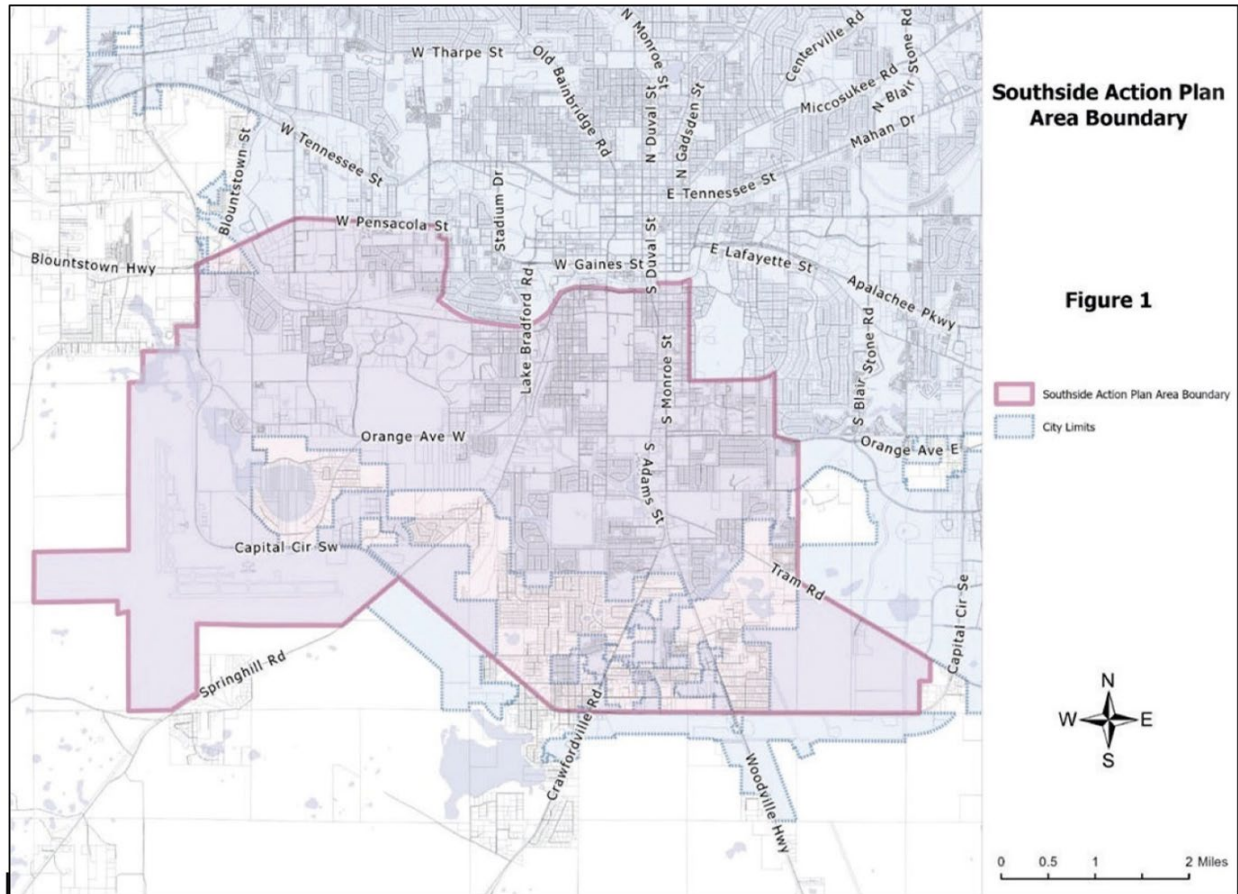 Southside Action Plan
Area Boundary
Figure 1
Southside Action Plan Area Boundary
City Limits
N
W E
S
0 0.5 1 2 Miles
W Tharpe St
Old Bainbridge Rd
N Monroe St
Centerville Rd
N Blair Stone Rd
Miccosukee Rd
Mahan Dr
N Duval St
N Gadsden St
W Tennessee St
E Tennessee St
Blountstown St
Stadium Dr
W Pensacola St
S Duval St
Blountstown Hwy
W Gaines St
E Lafayette St
Apalachee Pkwy
Lake Bradford Rd
S Monroe St
S Blair Stone Rd
Orange Ave W
Orange Ave E
S Adams St
Capital Cir Sw
Tram Rd
Capital Cir Se
Springhill Rd
Crawfordville Rd
Woodville Hwy